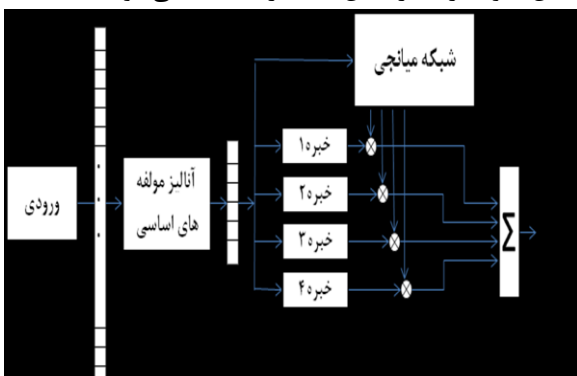 شبکه میانجی
خبره۱
خبره۲
خبره۳
خبره۴
آنالیز مولفه
های اساسی
ورودی
Σ